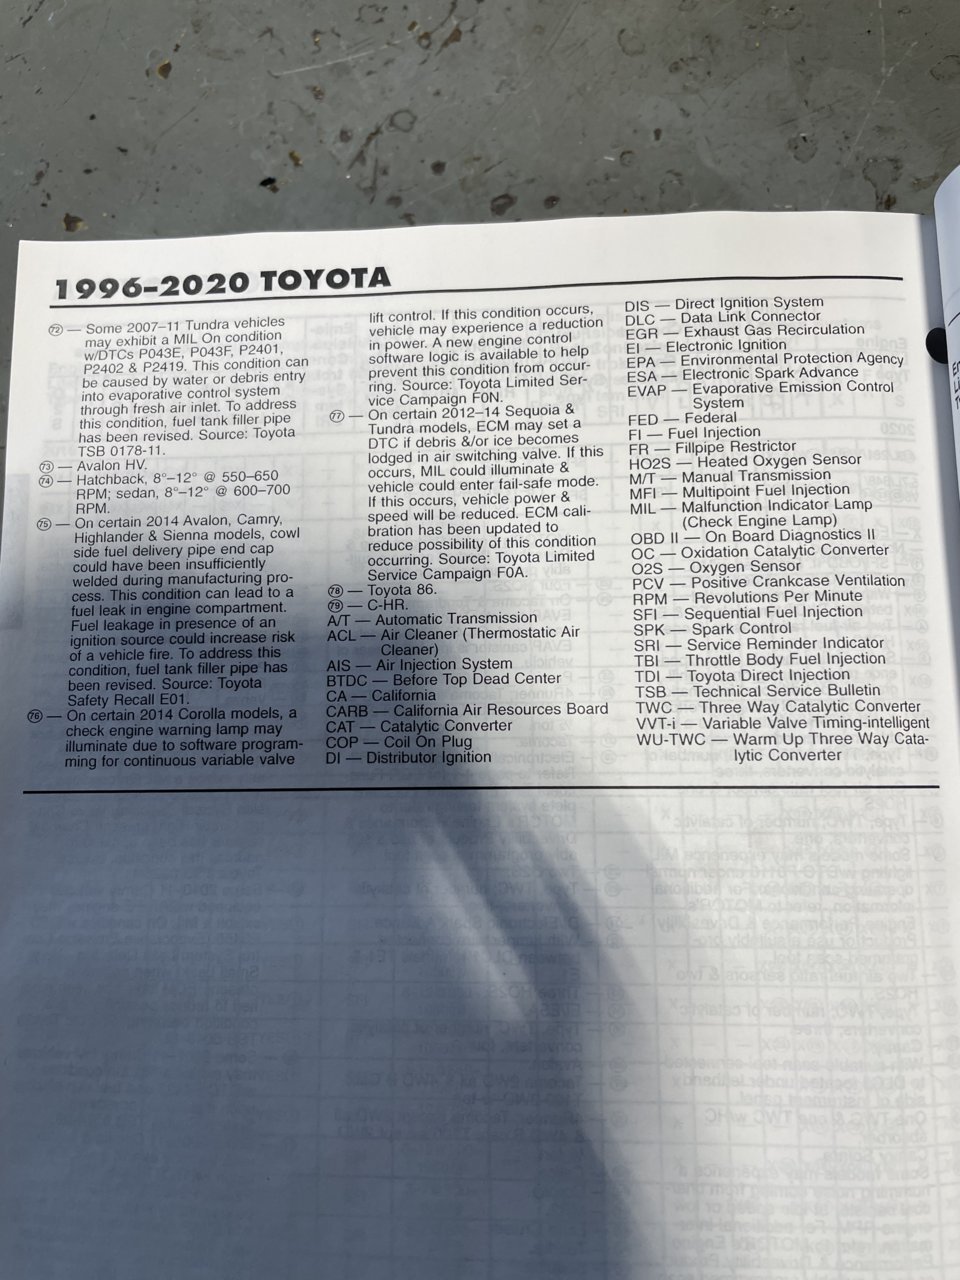 1996–2020 TOYOTA
72 — Some 2007–11 Tundra vehicles
may exhibit a MIL On condition
w/DTCs P043E, P043F, P2401,
P2402 & P2419. This condition can
be caused by water or debris entry
into evaporative control system
through fresh air inlet. To address
this condition, fuel tank filler pipe
has been revised. Source: Toyota
TSB 0178-11.
73 — Avalon HV.
74 — Hatchback, 8°–12° @ 550–650
RPM; sedan, 8°–12° @ 600–700
RPM.
75 — On certain 2014 Avalon, Camry,
Highlander & Sienna models, cowl
side fuel delivery pipe end cap
could have been insufficiently
welded during manufacturing pro-
cess. This condition can lead to a
fuel leak in engine compartment.
Fuel leakage in presence of an
ignition source could increase risk
of a vehicle fire. To address this
condition, fuel tank filler pipe has
been revised. Source: Toyota
Safety Recall E01.
76 — On certain 2014 Corolla models, a
check engine warning lamp may
illuminate due to software program-
ming for continuous variable valve
lift control. If this condition occurs,
vehicle may experience a reduction
in power. A new engine control
software logic is available to help
prevent this condition from occur-
ring. Source: Toyota Limited Ser-
vice Campaign F0N.
77 — On certain 2012–14 Sequoia &
Tundra models, ECM may set a
DTC if debris &/or ice becomes
lodged in air switching valve. If this
occurs, MIL could illuminate &
vehicle could enter fail-safe mode.
If this occurs, vehicle power &
speed will be reduced. ECM cali-
bration has been updated to
reduce possibility of this condition
occurring. Source: Toyota Limited
Service Campaign F0A.
78 — Toyota 86.
79 — C-HR.
A/T — Automatic Transmission
ACL — Air Cleaner (Thermostatic Air
Cleaner)
AIS — Air Injection System
BTDC — Before Top Dead Center
CA — California
CARB — California Air Resources Board
CAT — Catalytic Converter
COP — Coil On Plug
DI — Distributor Ignition
DIS — Direct Ignition System
DLC — Data Link Connector
EGR — Exhaust Gas Recirculation
EI — Electronic Ignition
EPA — Environmental Protection Agency
ESA — Electronic Spark Advance
EVAP — Evaporative Emission Control
System
FED — Federal
FI — Fuel Injection
FR — Fillpipe Restrictor
HO2S — Heated Oxygen Sensor
M/T — Manual Transmission
MFI — Multipoint Fuel Injection
MIL — Malfunction Indicator Lamp
(Check Engine Lamp)
OBD II — On Board Diagnostics II
OC — Oxidation Catalytic Converter
O2S — Oxygen Sensor
PCV — Positive Crankcase Ventilation
RPM — Revolutions Per Minute
SFI — Sequential Fuel Injection
SPK — Spark Control
SRI — Service Reminder Indicator
TBI — Throttle Body Fuel Injection
TDI — Toyota Direct Injection
TSB — Technical Service Bulletin
TWC — Three Way Catalytic Converter
VVT-i — Variable Valve Timing-intelligent
WU-TWC — Warm Up Three Way Cata-
lytic Converter